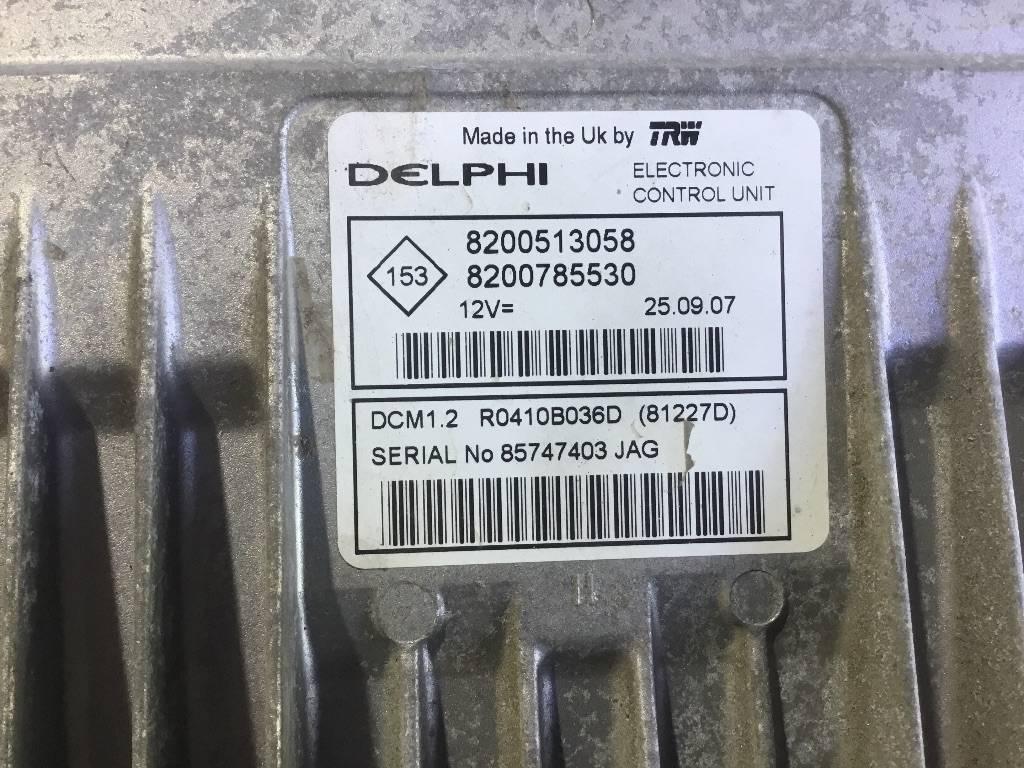 Made in the Uk by TRW
DELPHI
ELECTRONIC
CONTROL UNIT
153
8200513058
8200785530
12V= 25.09.07
DCM1.2 R0410B036D (81227D)
SERIAL No 85747403 JAG